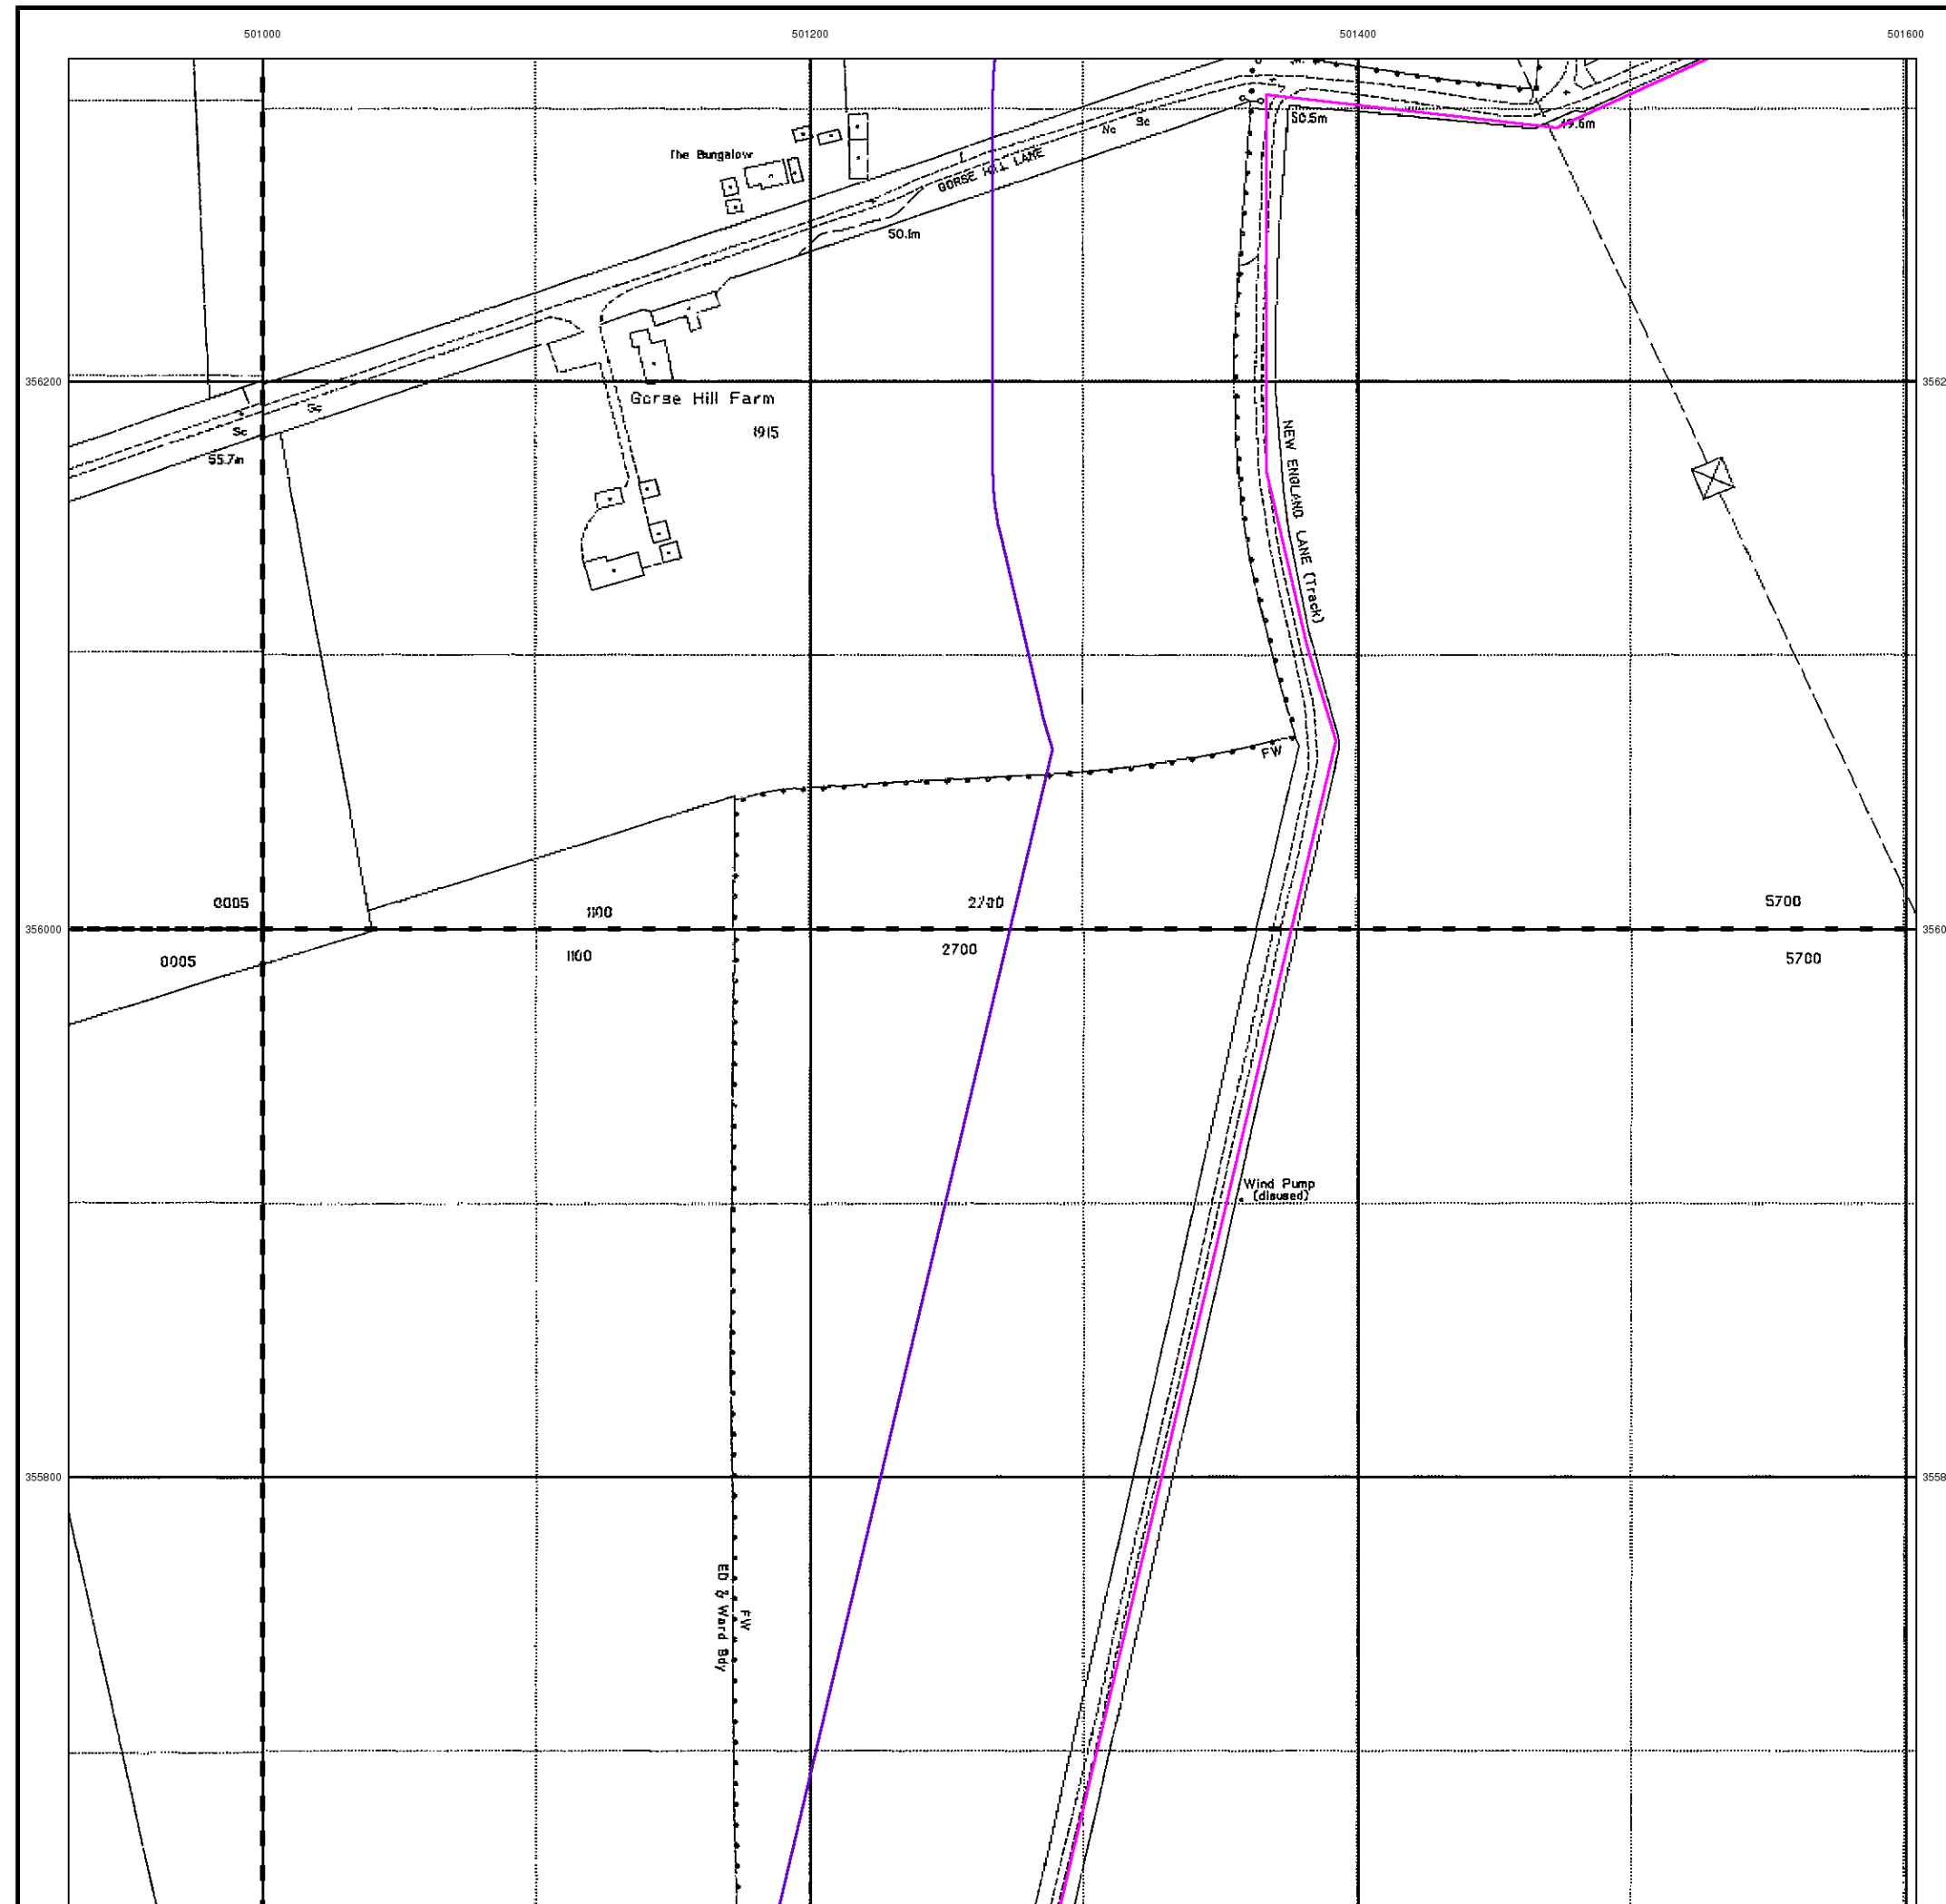 501000
501200
501400
501600
50.5m
49.6m
Nc
Sc
The Bungalow
GORSE HILL LANE
50.1m
356200
Gorse Hill Farm
1915
Sc
55.7m
NEW ENGLAND LANE (Track)
FW
0005
1100
2700
5700
356000
0005
1100
2700
5700
Wind Pump
(disused)
355800
ED & Ward Bdy
FW